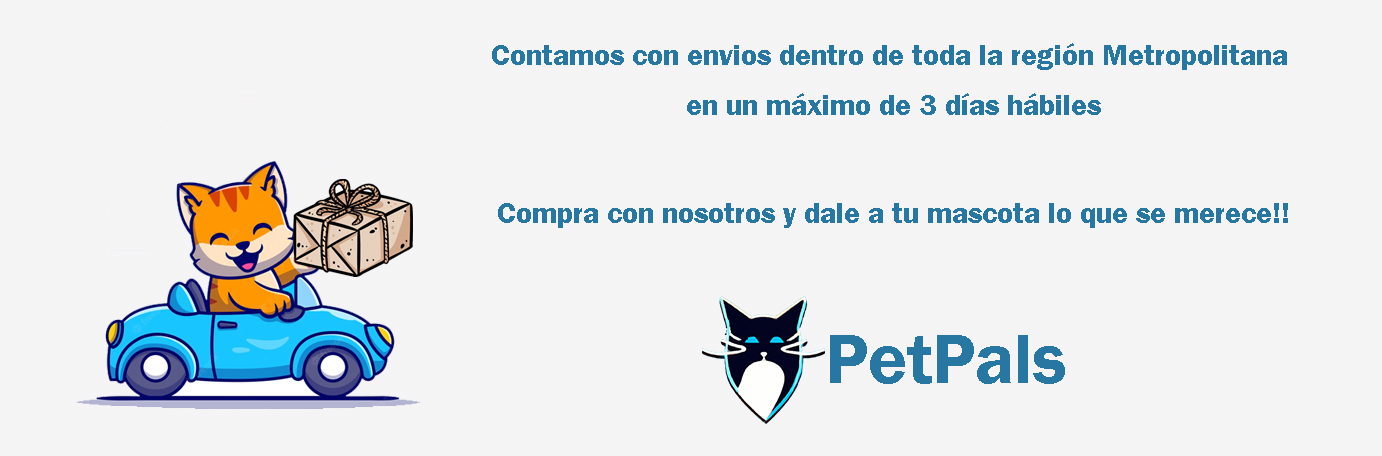 Contamos con envios dentro de toda la región Metropolitana
en un máximo de 3 días hábiles
Compra con nosotros y dale a tu mascota lo que se merece!!
PetPals